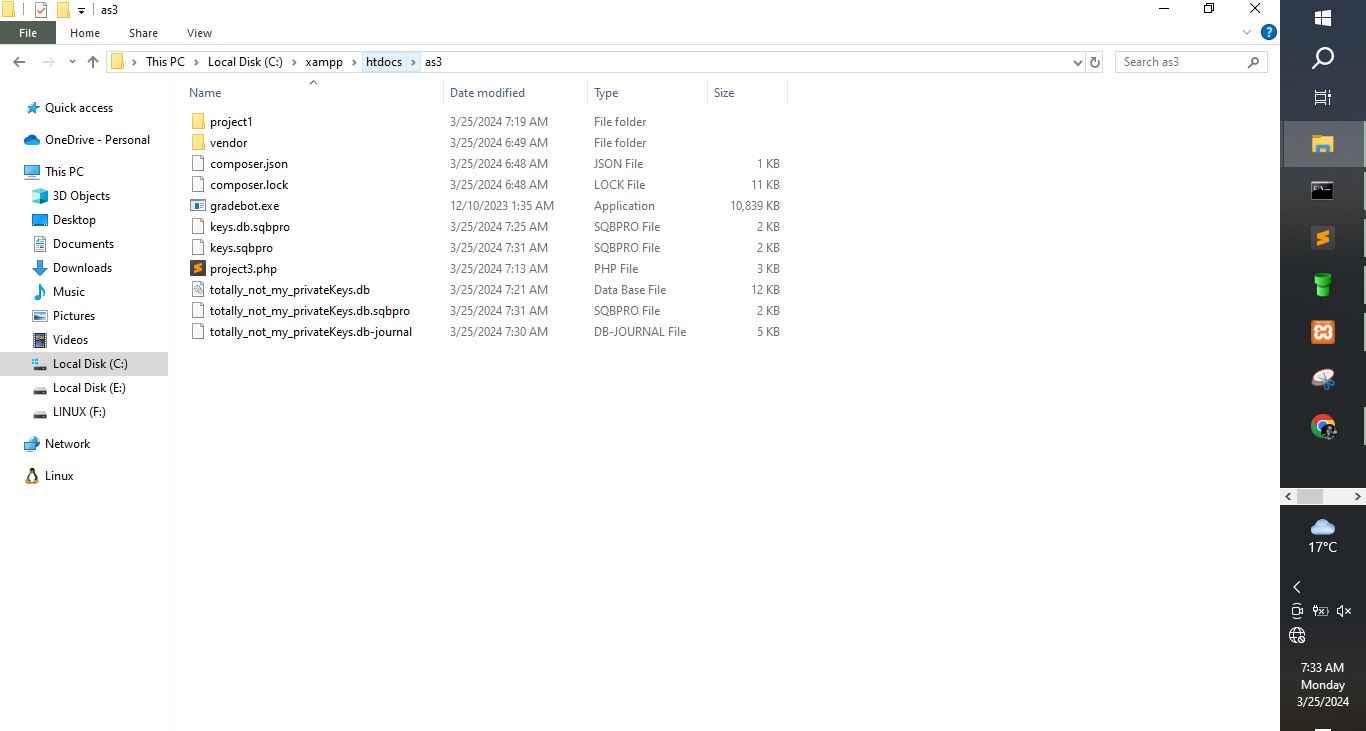 as3
File Home Share View
This PC Local Disk (C:) xampp htdocs as3
Search as3
Name Date modified Type Size
Quick access
OneDrive - Personal
This PC
3D Objects
Desktop
Documents
Downloads
Music
Pictures
Videos
Local Disk (C:)
Local Disk (E:)
LINUX (F:)
Network
Linux
project1 3/25/2024 7:19 AM File folder
vendor 3/25/2024 6:49 AM File folder
composer.json 3/25/2024 6:48 AM JSON File 1 KB
composer.lock 3/25/2024 6:48 AM LOCK File 11 KB
gradebot.exe 12/10/2023 1:35 AM Application 10,839 KB
keys.db.sqbpro 3/25/2024 7:25 AM SQBPRO File 2 KB
keys.sqbpro 3/25/2024 7:31 AM SQBPRO File 2 KB
project3.php 3/25/2024 7:13 AM PHP File 3 KB
totally_not_my_privateKeys.db 3/25/2024 7:21 AM Data Base File 12 KB
totally_not_my_privateKeys.db.sqbpro 3/25/2024 7:31 AM SQBPRO File 2 KB
totally_not_my_privateKeys.db-journal 3/25/2024 7:30 AM DB-JOURNAL File 5 KB
17°C
7:33 AM
Monday
3/25/2024